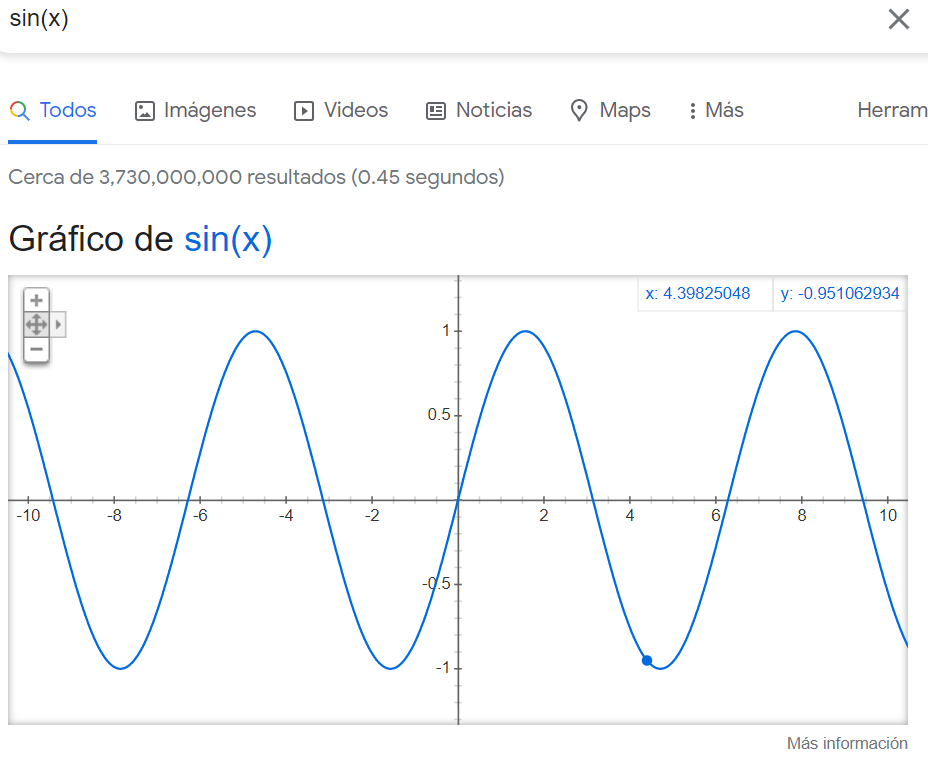 sin(x)
Todos Imágenes Videos Noticias Maps Más Herram
Cerca de 3,730,000,000 resultados (0.45 segundos)
Gráfico de sin(x)
x: 4.39825048 y: -0.951062934
1
0.5
-10 -8 -6 -4 -2 2 4 6 8 10
-0.5
-1
Más información